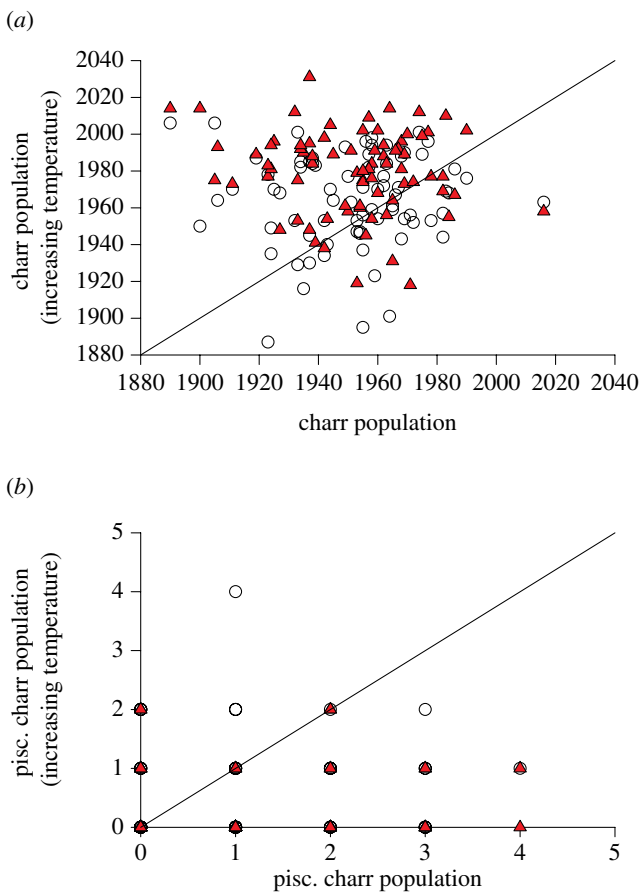 (a)
2040
2020
2000
1980
1960
1940
1920
1900
1880
charr population
(increasing temperature)
1880 1900 1920 1940 1960 1980 2000 2020 2040
charr population
(b)
5
4
3
2
1
0
pisc. charr population
(increasing temperature)
0 1 2 3 4 5
pisc. charr population